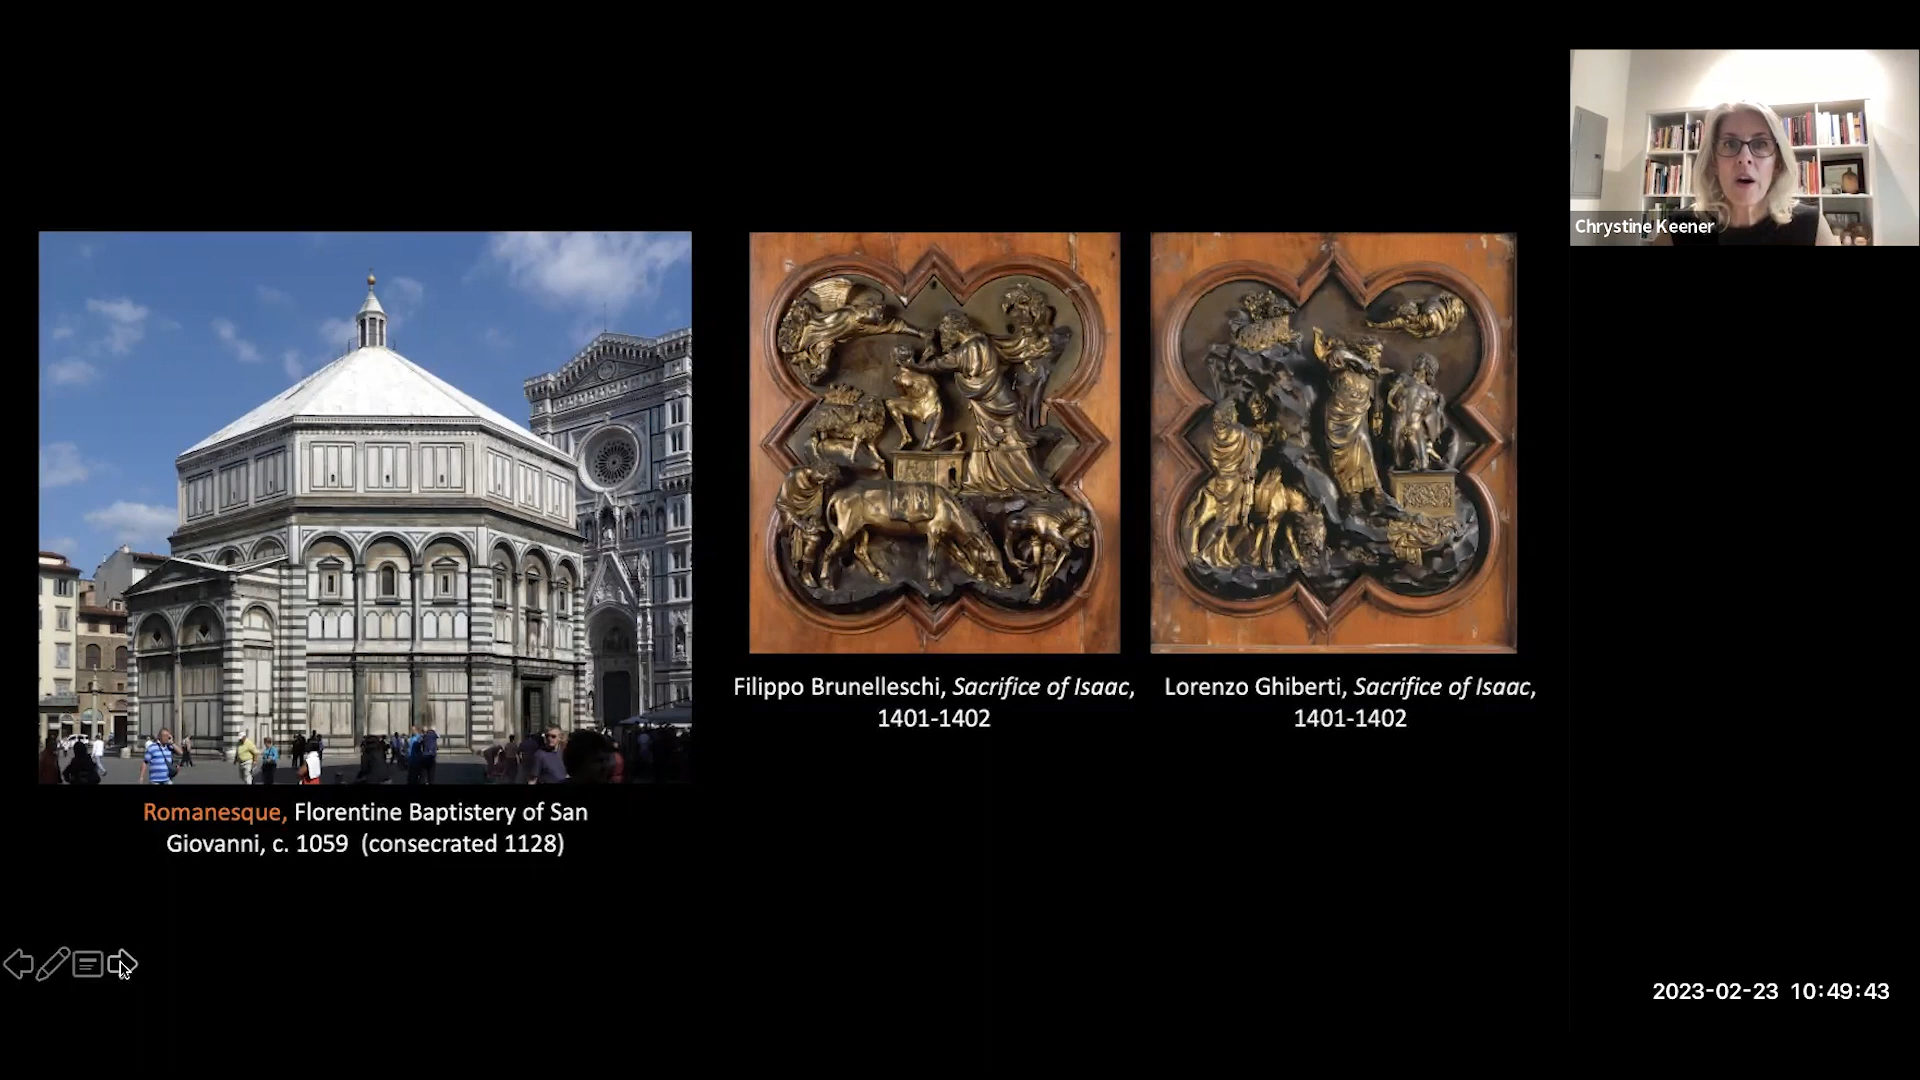 Chrystine Keener
Filippo Brunelleschi, Sacrifice of Isaac,
1401-1402
Lorenzo Ghiberti, Sacrifice of Isaac,
1401-1402
Romanesque, Florentine Baptistery of San
Giovanni, c. 1059 (consecrated 1128)
2023-02-23 10:49:43